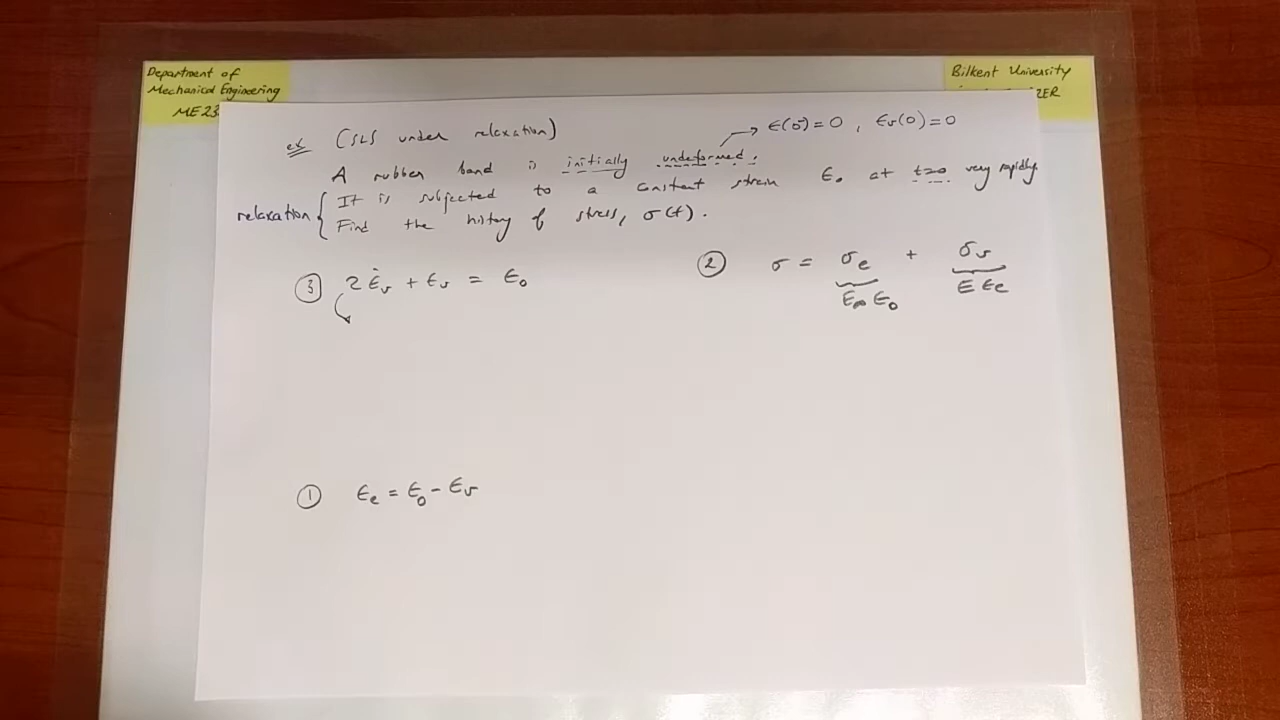 Department of
Mechanical Engineering
ME23
Bilkent University
ZER
ex (SLS under relaxation)
→ ϵ(0⁻)=0 , ϵᵥ(0)=0
A rubber band is initially undeformed.
It is subjected to a constant strain ϵ₀ at t=0 very rapidly
relaxation {
Find the history of stress, σ(t).
③ 2ϵ̇ᵥ + ϵᵥ = ϵ₀
② σ = σₑ + σᵥ
E∞ ϵ₀ E ϵₑ
① ϵₑ = ϵ₀ - ϵᵥ